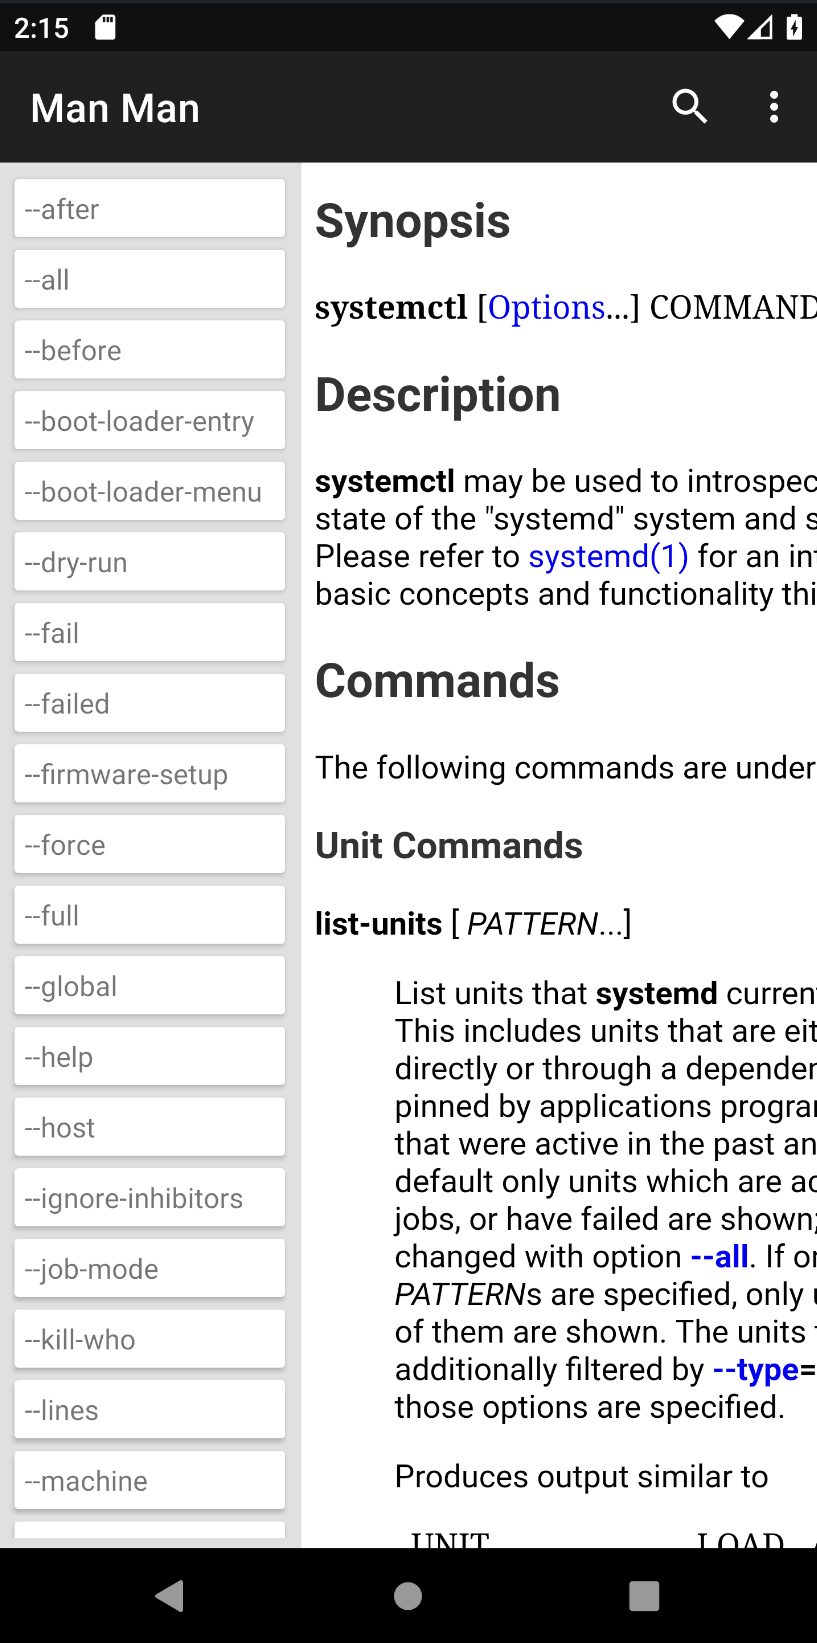 2:15
Man Man
--after
--all
--before
--boot-loader-entry
--boot-loader-menu
--dry-run
--fail
--failed
--firmware-setup
--force
--full
--global
--help
--host
--ignore-inhibitors
--job-mode
--kill-who
--lines
--machine
Synopsis
systemctl [Options...] COMMAND
Description
systemctl may be used to introspec
state of the "systemd" system and s
Please refer to systemd(1) for an in
basic concepts and functionality thi
Commands
The following commands are under
Unit Commands
list-units [ PATTERN...]
List units that systemd curren
This includes units that are eit
directly or through a depender
pinned by applications progra
that were active in the past an
default only units which are ac
jobs, or have failed are shown;
changed with option --all. If o
PATTERNs are specified, only
of them are shown. The units
additionally filtered by --type=
those options are specified.
Produces output similar to
UNIT LOAD